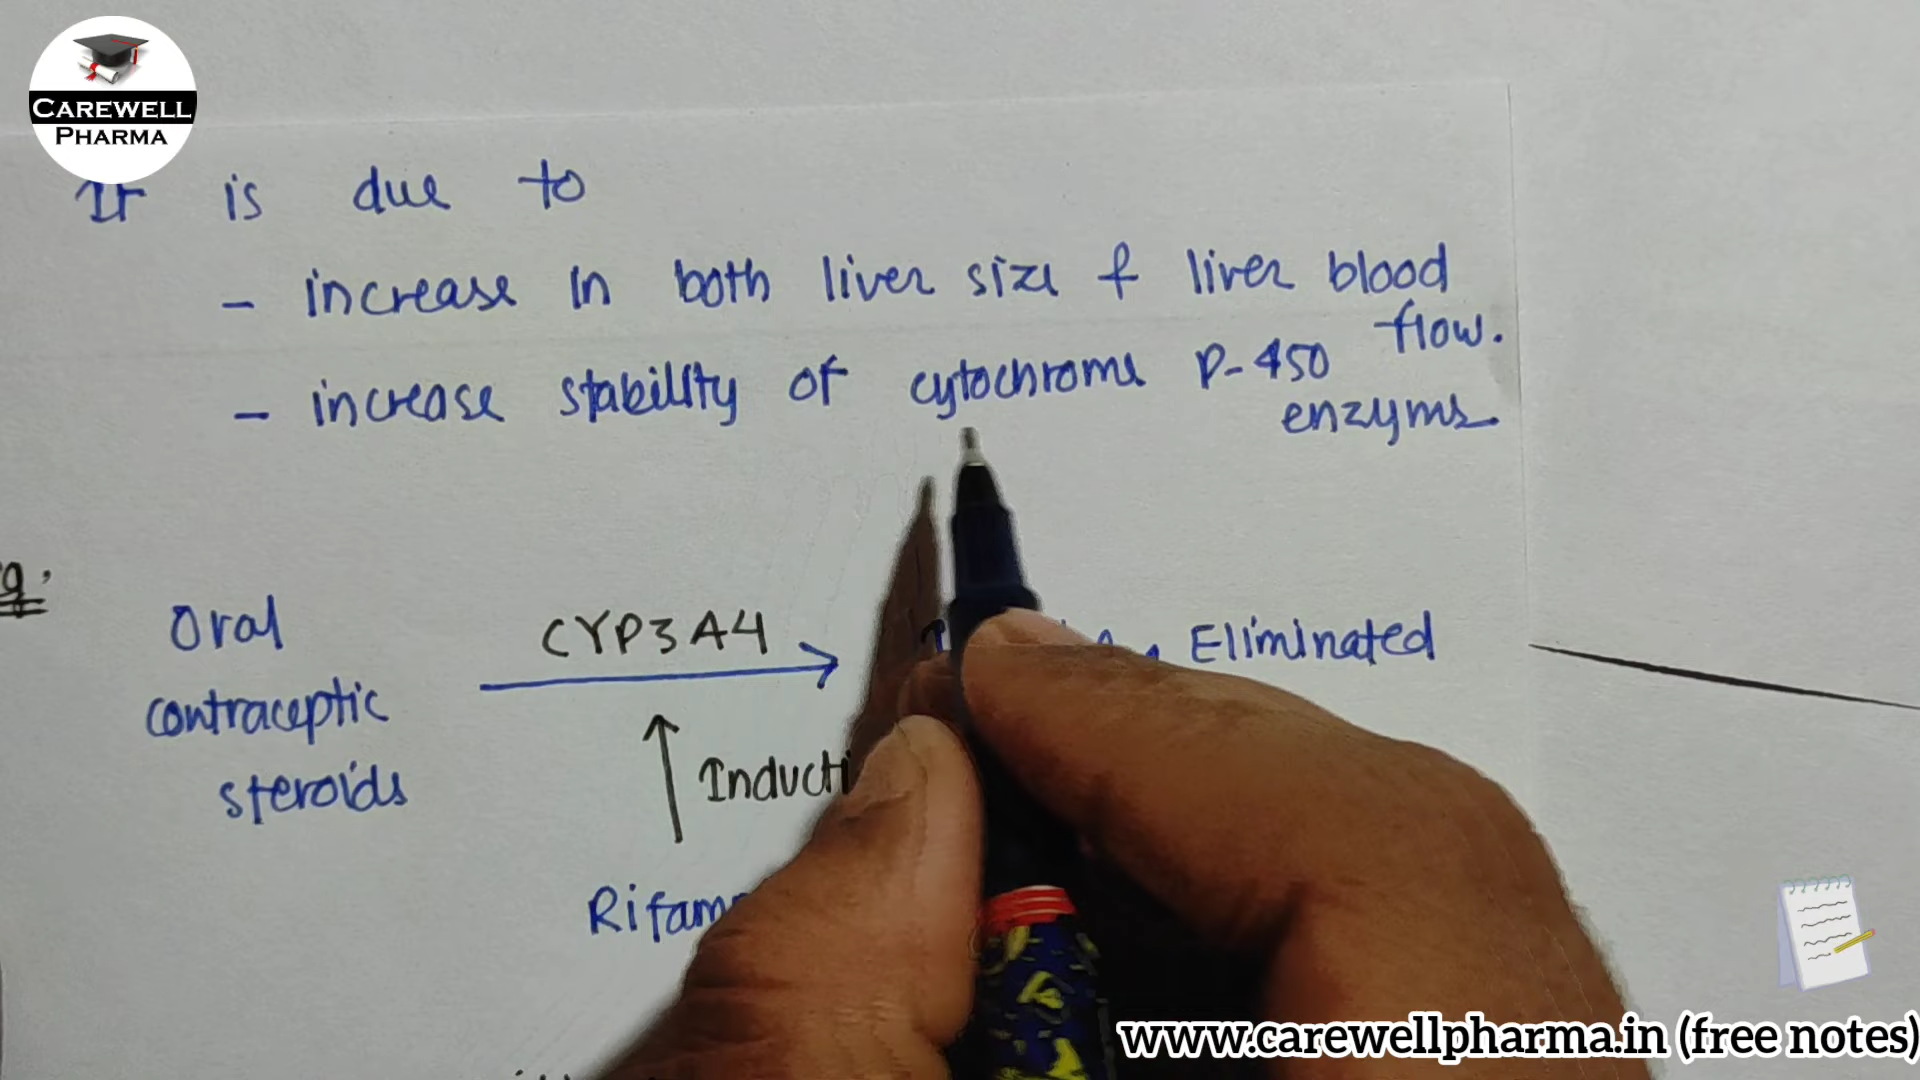 CAREWELL
PHARMA
It is due to
- increase in both liver size & liver blood
flow.
- increase stability of cytochrome P-450
enzyms.
Oral
contraceptic
steroids
CYP3A4
Eliminated
Inducti
Rifam
www.carewellpharma.in (free notes)